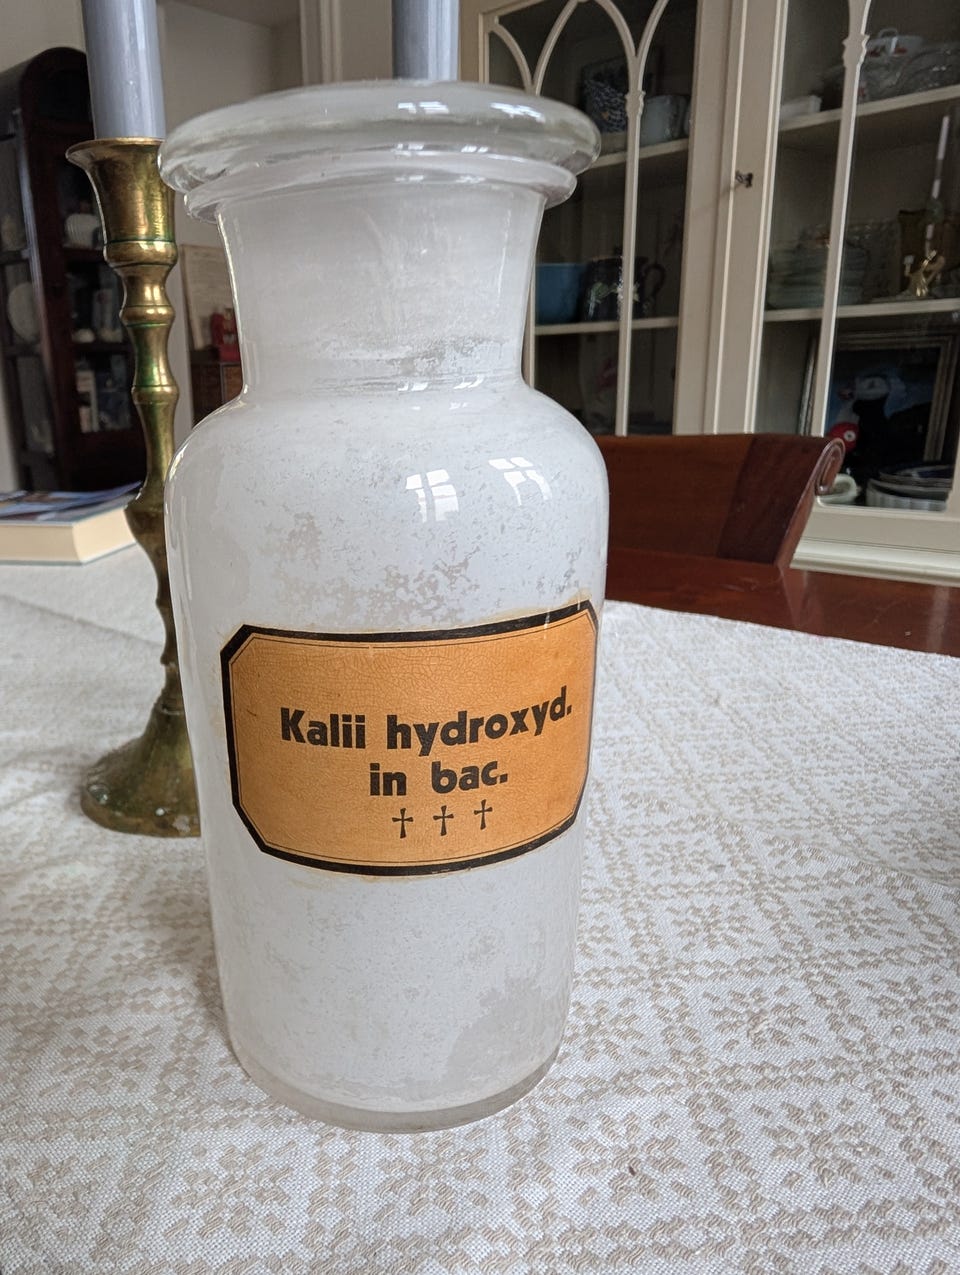 Kalii hydroxyd.
in bac.
† † †